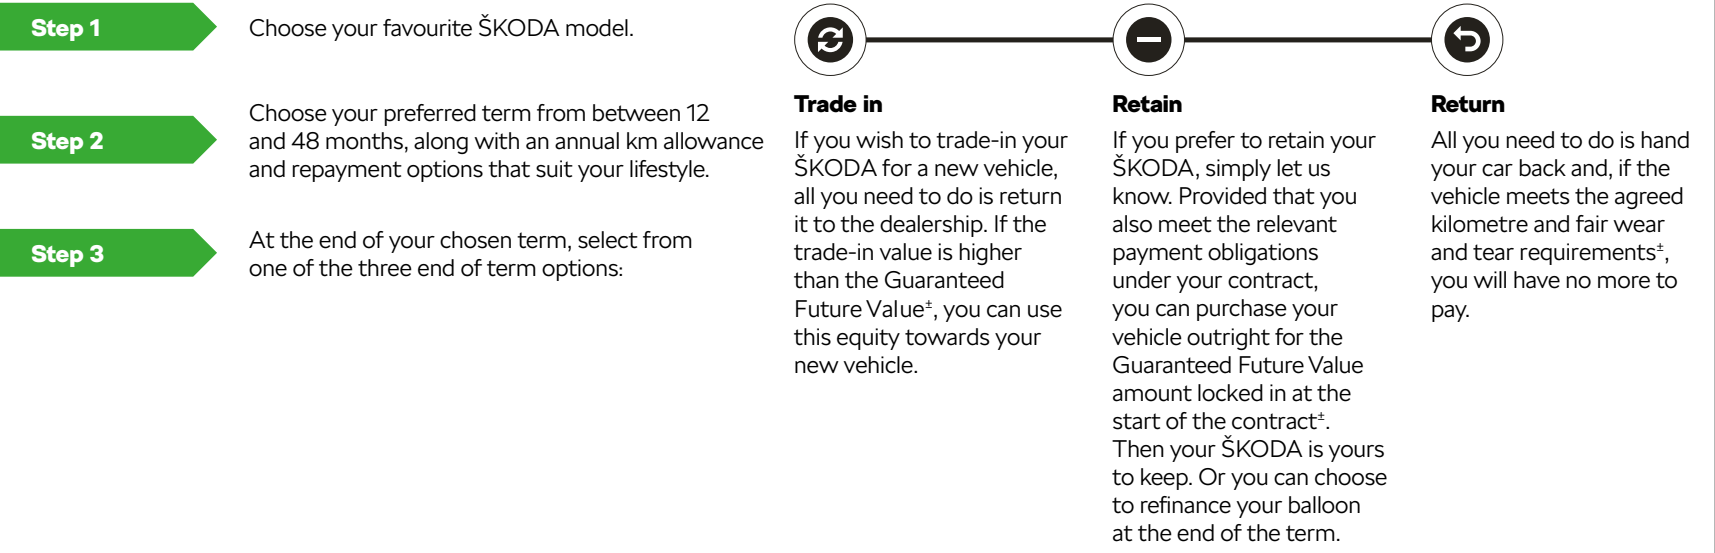 Step 1
Choose your favourite ŠKODA model.
Step 2
Choose your preferred term from between 12
and 48 months, along with an annual km allowance
and repayment options that suit your lifestyle.
Step 3
At the end of your chosen term, select from
one of the three end of term options:
Trade in
If you wish to trade-in your
ŠKODA for a new vehicle,
all you need to do is return
it to the dealership. If the
trade-in value is higher
than the Guaranteed
Future Value±, you can use
this equity towards your
new vehicle.
Retain
If you prefer to retain your
ŠKODA, simply let us
know. Provided that you
also meet the relevant
payment obligations
under your contract,
you can purchase your
vehicle outright for the
Guaranteed Future Value
amount locked in at the
start of the contract±.
Then your ŠKODA is yours
to keep. Or you can choose
to refinance your balloon
at the end of the term.
Return
All you need to do is hand
your car back and, if the
vehicle meets the agreed
kilometre and fair wear
and tear requirements±,
you will have no more to
pay.